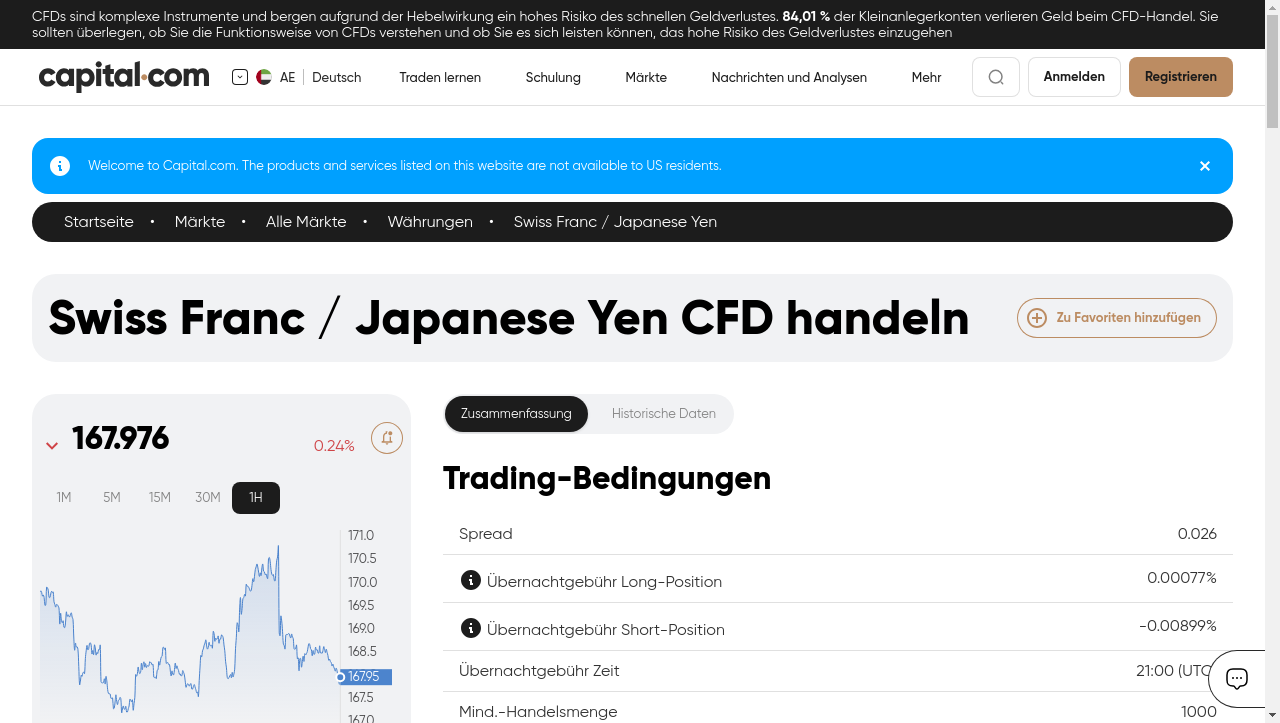 CFDs sind komplexe Instrumente und bergen aufgrund der Hebelwirkung ein hohes Risiko des schnellen Geldverlustes. 84,01 % der Kleinanlegerkonten verlieren Geld beim CFD-Handel. Sie
sollten überlegen, ob Sie die Funktionsweise von CFDs verstehen und ob Sie es sich leisten können, das hohe Risiko des Geldverlustes einzugehen
capital.com
AE
Deutsch
Traden lernen
Schulung
Märkte
Nachrichten und Analysen
Mehr
Anmelden
Registrieren
Welcome to Capital.com. The products and services listed on this website are not available to US residents.
Startseite • Märkte • Alle Märkte • Währungen • Swiss Franc / Japanese Yen
Swiss Franc / Japanese Yen CFD handeln
Zu Favoriten hinzufügen
167.976
0.24%
1M 5M 15M 30M 1H
171.0
170.5
170.0
169.5
169.0
168.5
167.95
167.5
167.0
Zusammenfassung
Historische Daten
Trading-Bedingungen
Spread 0.026
Übernachtgebühr Long-Position 0.00077%
Übernachtgebühr Short-Position -0.00899%
Übernachtgebühr Zeit 21:00 (UTC
Mind.-Handelsmenge 1000